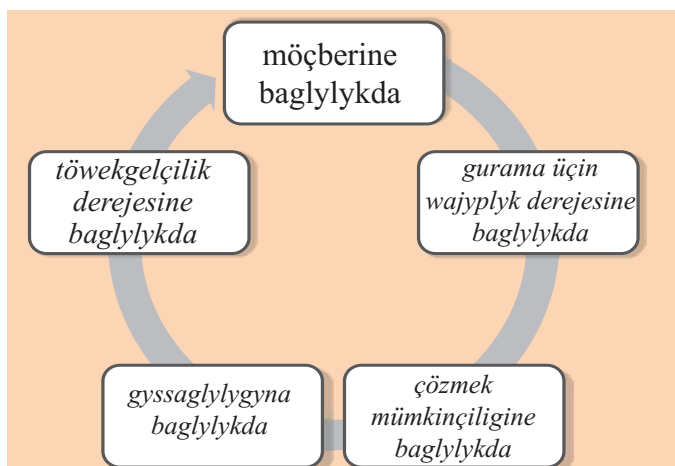 möçberine
baglylykda
gurama üçin
wajyplyk derejesine
baglylykda
çözmek
mümkinçiligine
baglylykda
gyssaglylygyna
baglylykda
töwekgelçilik
derejesine
baglylykda